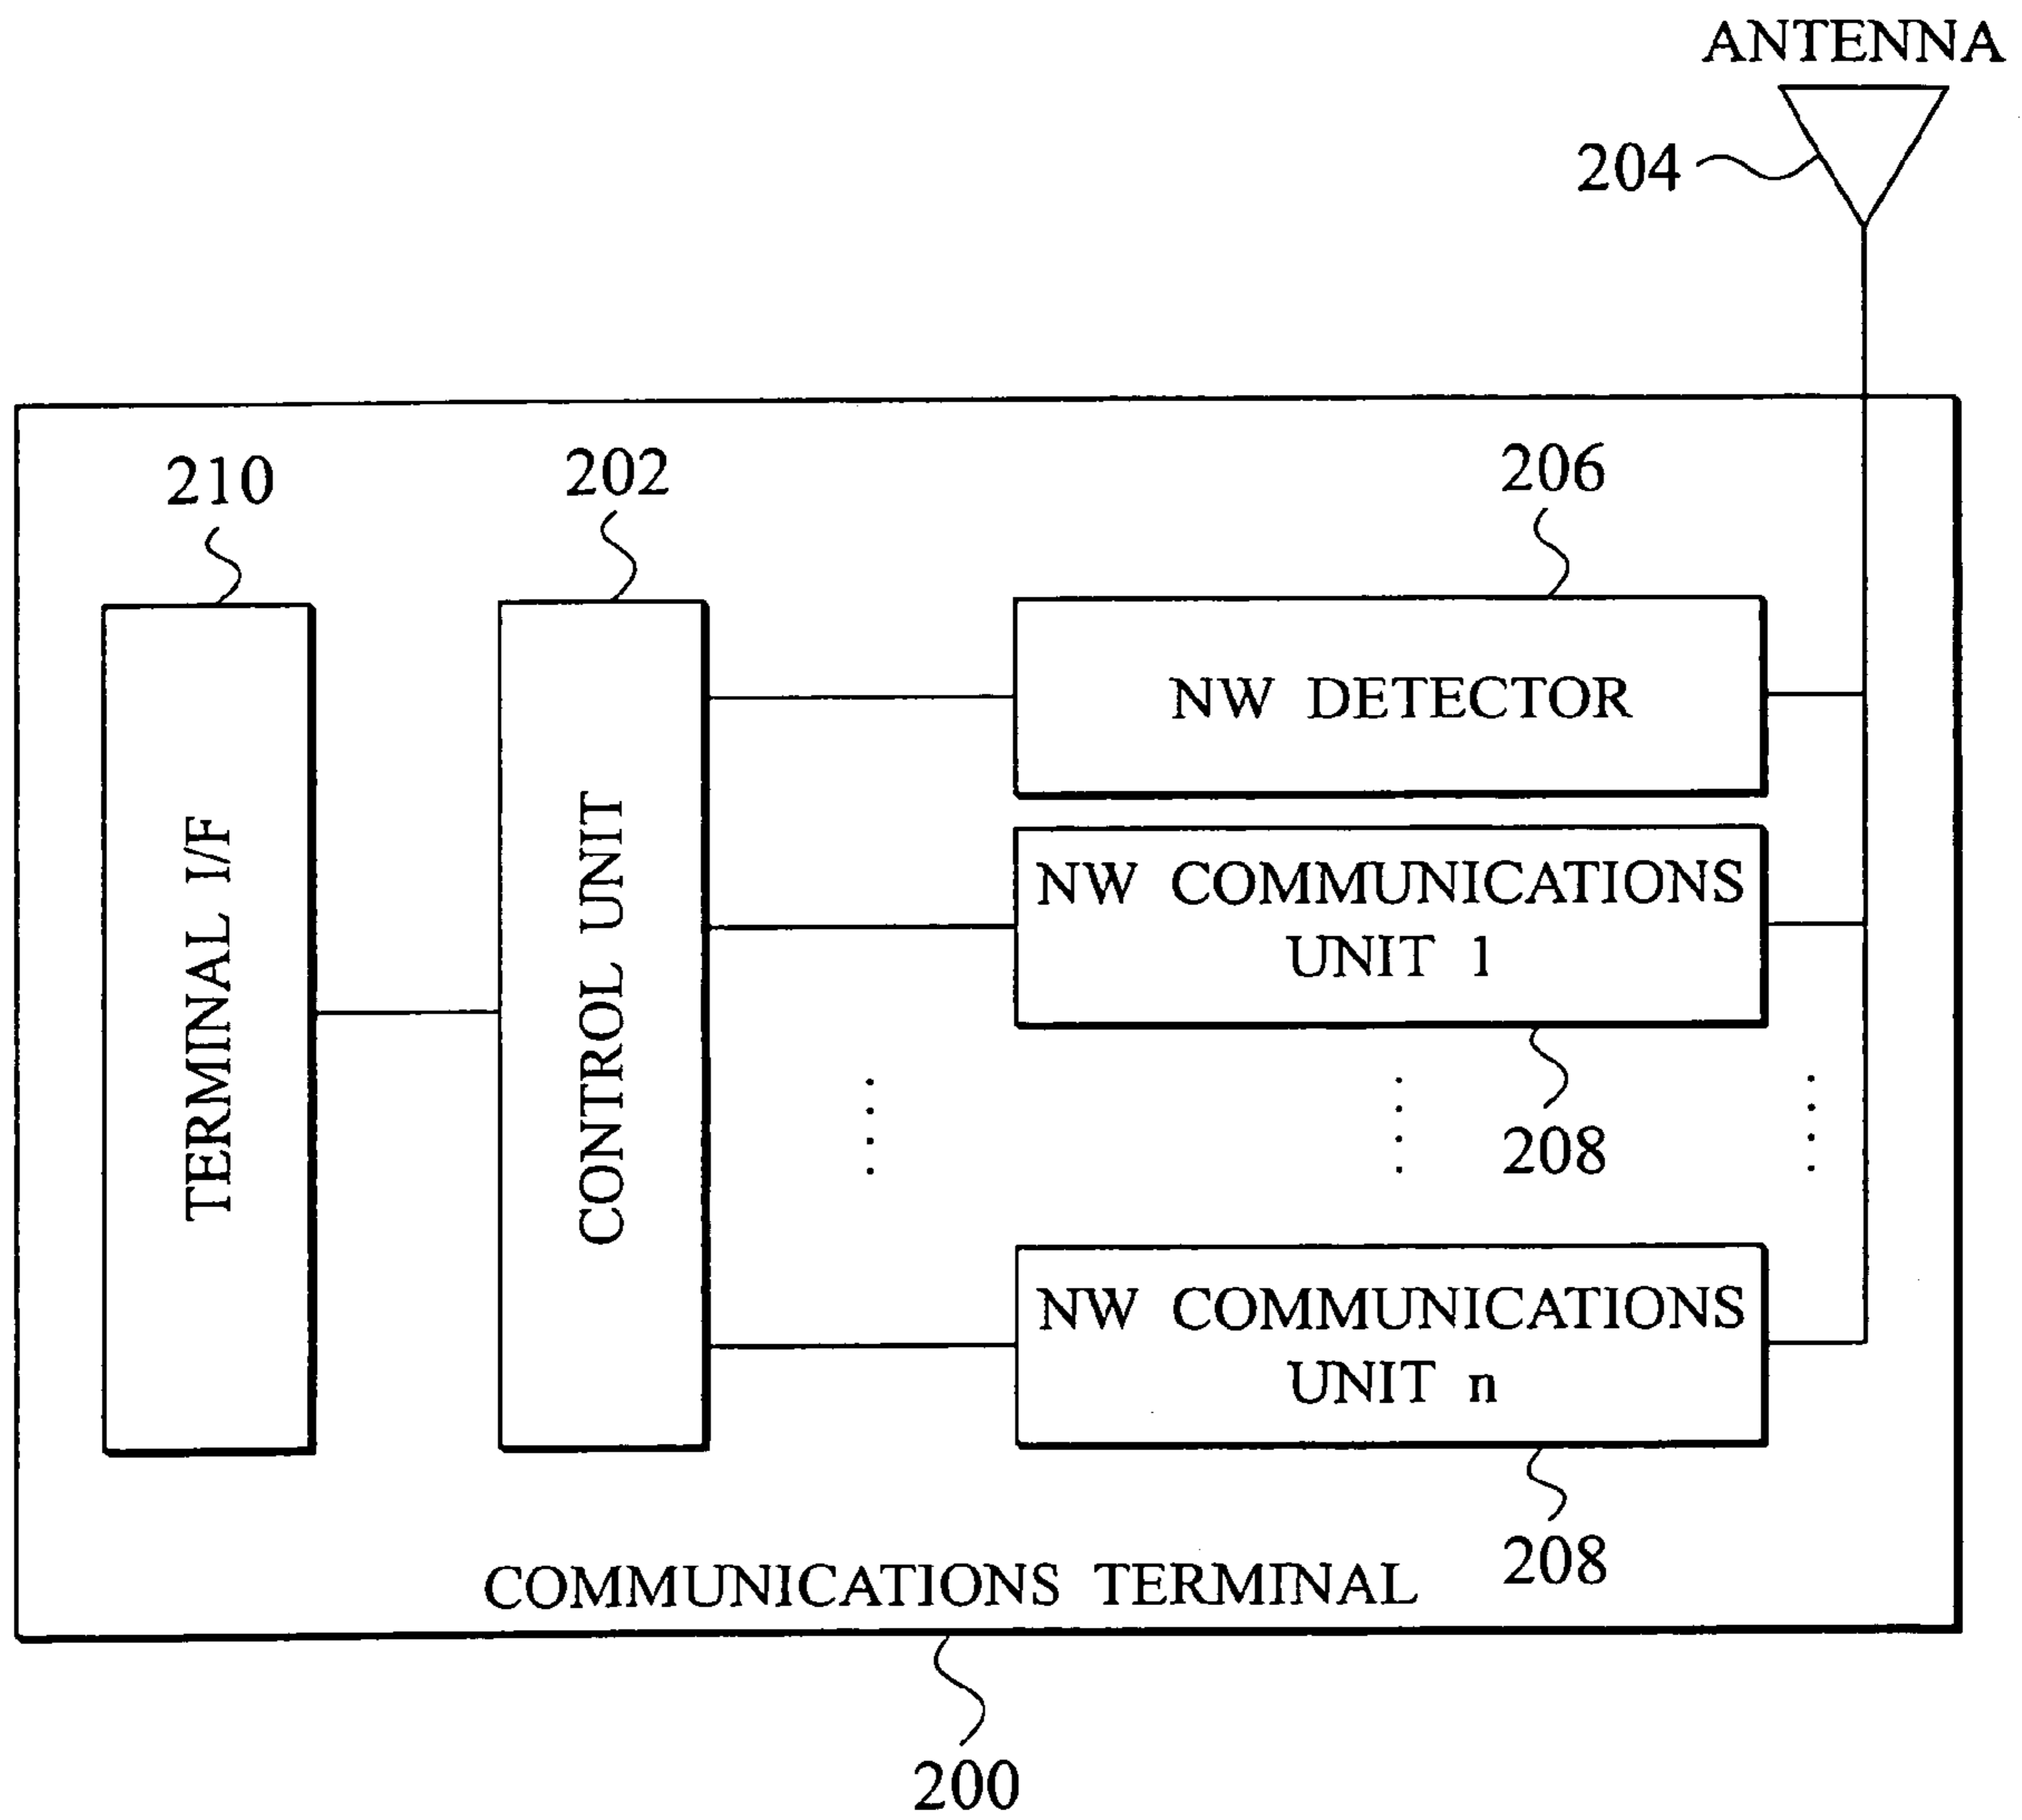 ANTENNA
204
210
202
206
TERMINAL I/F
CONTROL UNIT
NW DETECTOR
NW COMMUNICATIONS
UNIT 1
208
NW COMMUNICATIONS
UNIT n
208
COMMUNICATIONS TERMINAL
200